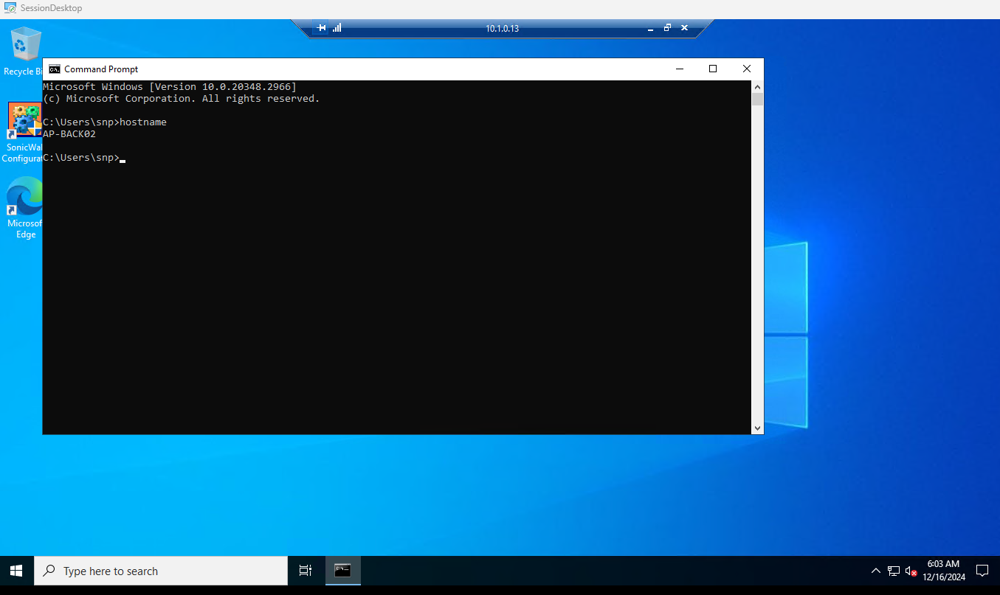 SessionDesktop
10.1.0.13
Recycle Bi
Command Prompt
Microsoft Windows [Version 10.0.20348.2966]
(c) Microsoft Corporation. All rights reserved.
C:\Users\snp>hostname
AP-BACK02
C:\Users\snp>
SonicWal
Configurat
Microsof
Edge
Type here to search
6:03 AM
12/16/2024